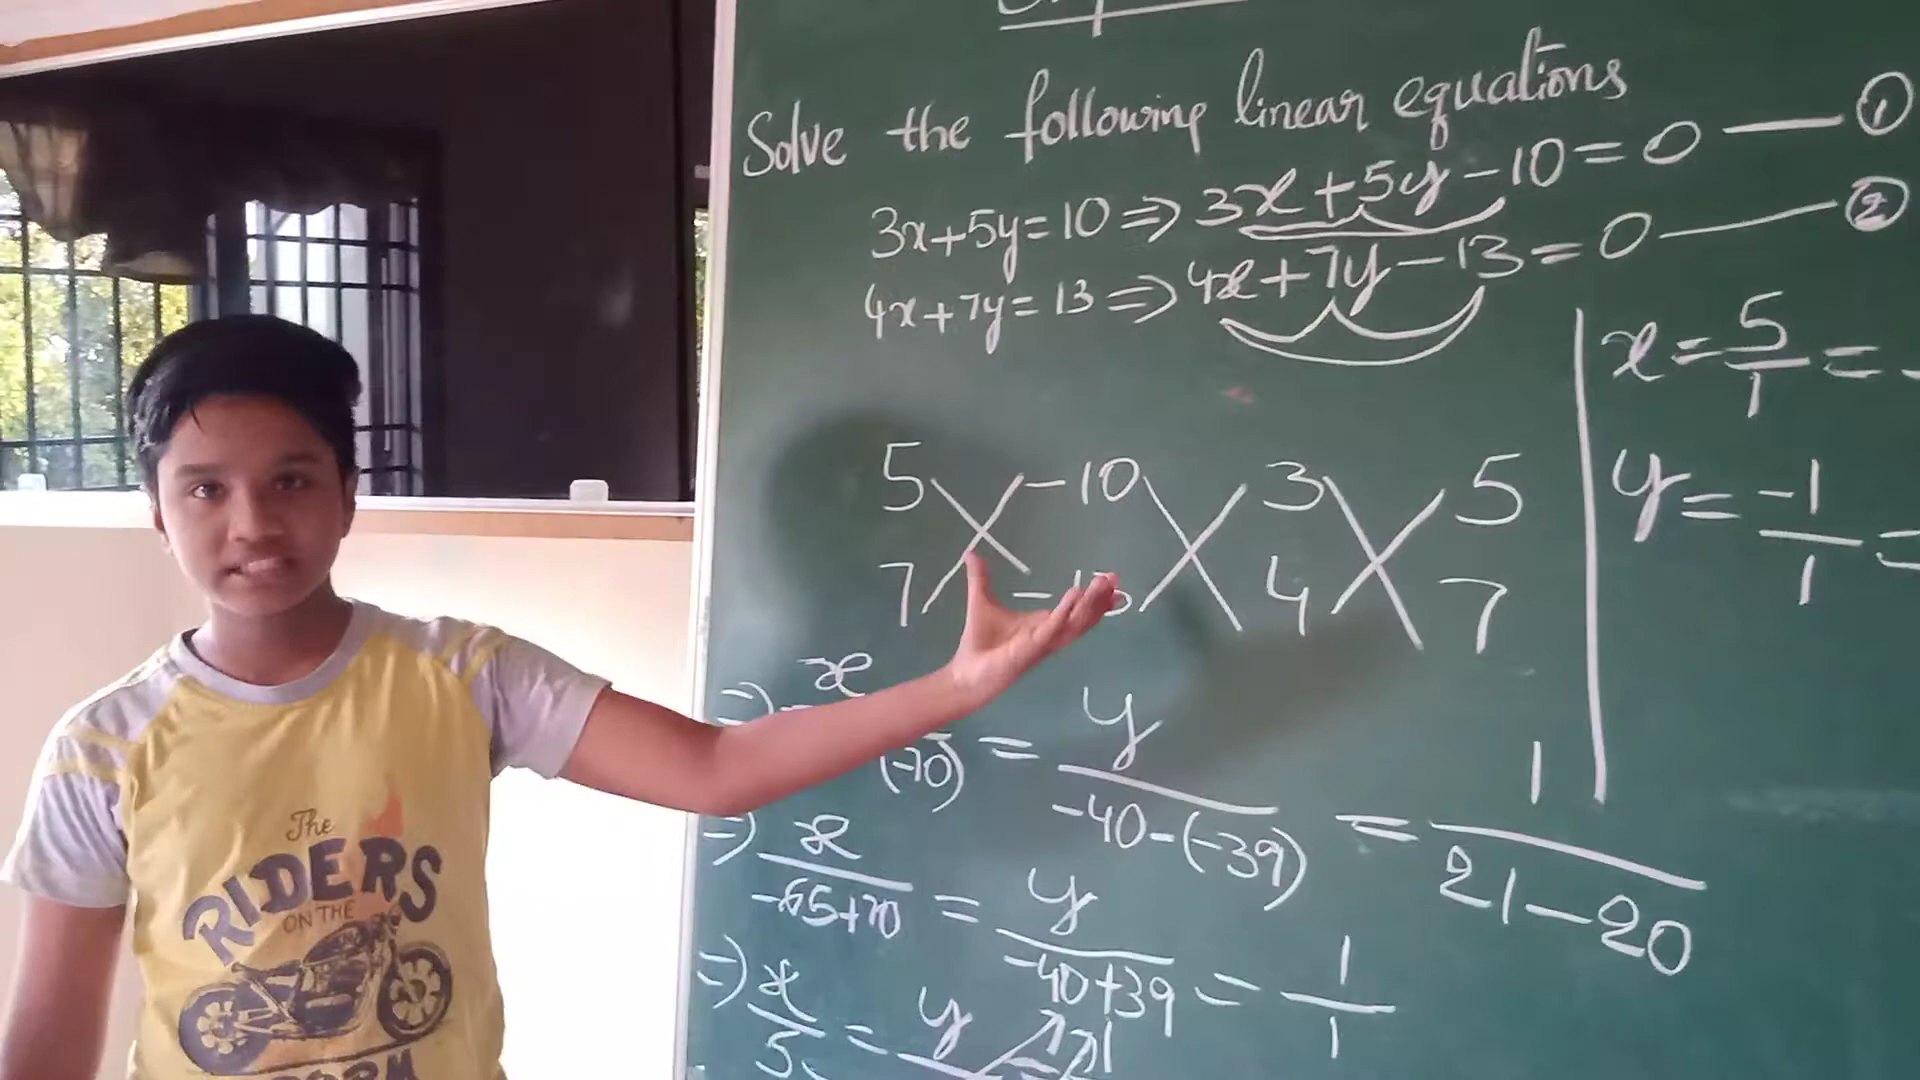 Solve the following linear equations
3x+5y=10 ⇒ 3x+5y-10=0 — ①
4x+7y=13 ⇒ 4x+7y-13=0 — ②
5 -10 3 5
7 4 7
x = 5/1 =
y = -1/1 =
⇒ x
(-70) = y/-40-(-39) = 1/21-20
⇒ x/-65+70 = y/-40+39 = 1/1
⇒ x/5 = y
The
RIDERS
ON THE